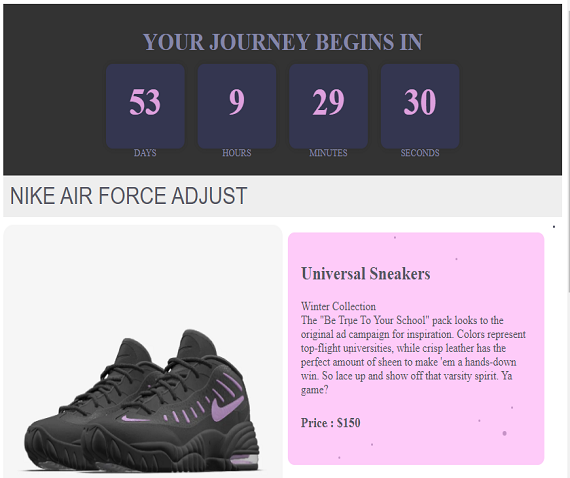 YOUR JOURNEY BEGINS IN
53 9 29 30
DAYS HOURS MINUTES SECONDS
NIKE AIR FORCE ADJUST
Universal Sneakers
Winter Collection
The "Be True To Your School" pack looks to the
original ad campaign for inspiration. Colors represent
top-flight universities, while crisp leather has the
perfect amount of sheen to make 'em a hands-down
win. So lace up and show off that varsity spirit. Ya
game?
Price : $150